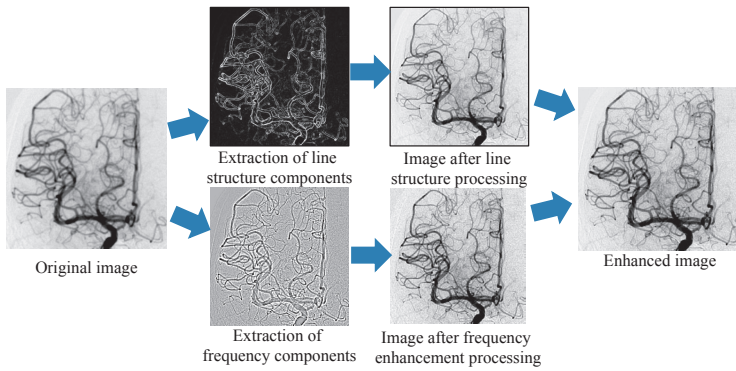 Extraction of line
structure components
Image after line
structure processing
Original image
Enhanced image
Extraction of
frequency components
Image after frequency
enhancement processing